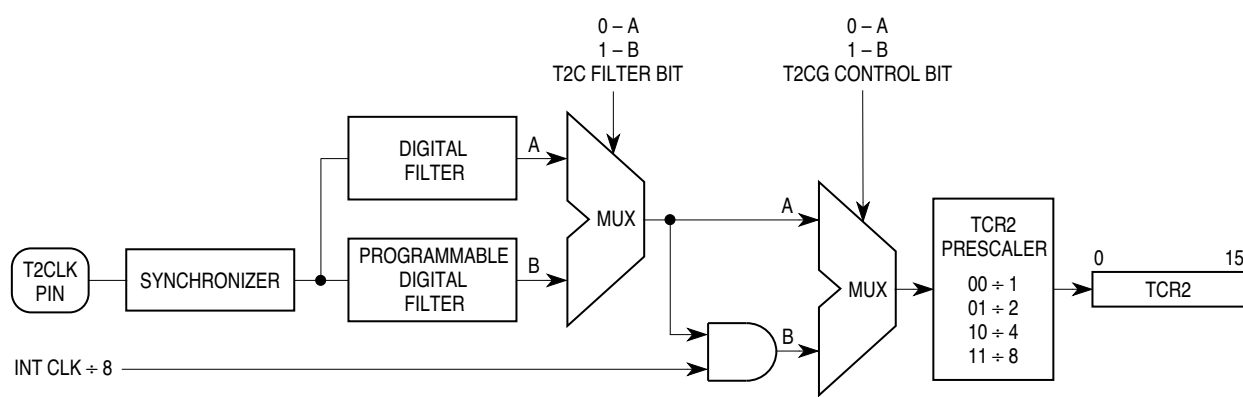 0 – A
1 – B
T2C FILTER BIT
0 – A
1 – B
T2CG CONTROL BIT
DIGITAL
FILTER
A
MUX
PROGRAMMABLE
DIGITAL
FILTER
B
T2CLK
PIN
SYNCHRONIZER
A
MUX
B
INT CLK ÷ 8
TCR2
PRESCALER
00 ÷ 1
01 ÷ 2
10 ÷ 4
11 ÷ 8
0
15
TCR2